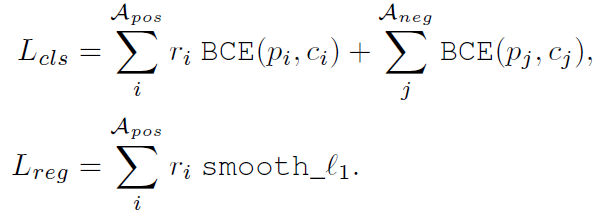 L_{cls} = \sum_{i}^{\mathcal{A}_{pos}} r_i \texttt{BCE}(p_i, c_i) + \sum_{j}^{\mathcal{A}_{neg}} \texttt{BCE}(p_j, c_j),
L_{reg} = \sum_{i}^{\mathcal{A}_{pos}} r_i \texttt{smooth\_}\ell_1.